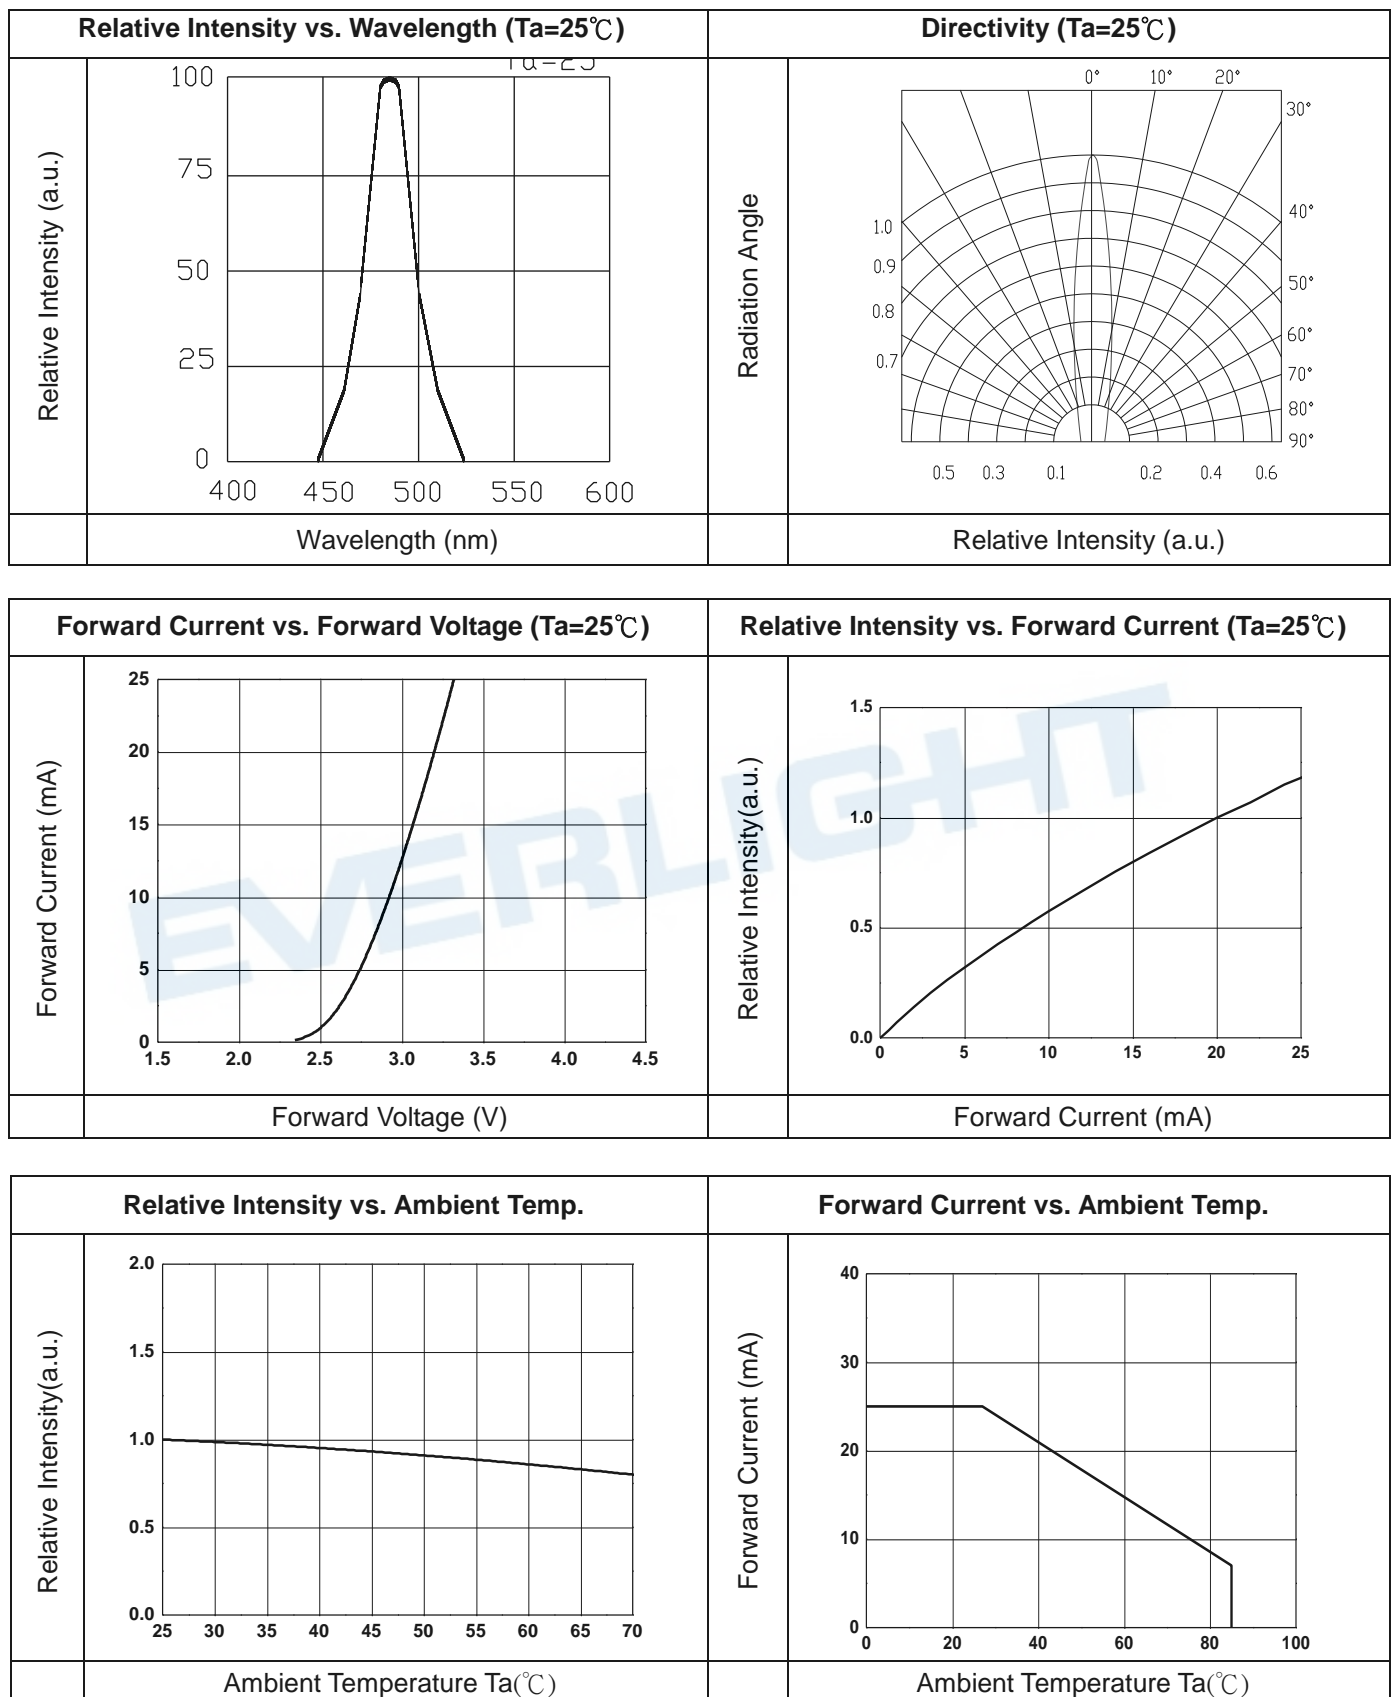 Relative Intensity vs. Wavelength (Ta=25℃)
Directivity (Ta=25℃)
Relative Intensity (a.u.)
100
75
50
25
0
400 450 500 550 600
Wavelength (nm)
Radiation Angle
0° 10° 20°
30°
40°
50°
60°
70°
80°
90°
1.0
0.9
0.8
0.7
0.5 0.3 0.1 0.2 0.4 0.6
Relative Intensity (a.u.)
Forward Current vs. Forward Voltage (Ta=25℃)
Relative Intensity vs. Forward Current (Ta=25℃)
Forward Current (mA)
25
20
15
10
5
0
1.5 2.0 2.5 3.0 3.5 4.0 4.5
Forward Voltage (V)
Relative Intensity(a.u.)
1.5
1.0
0.5
0.0
0 5 10 15 20 25
Forward Current (mA)
EVERLIGHT
Relative Intensity vs. Ambient Temp.
Forward Current vs. Ambient Temp.
Relative Intensity(a.u.)
2.0
1.5
1.0
0.5
0.0
25 30 35 40 45 50 55 60 65 70
Ambient Temperature Ta(℃)
Forward Current (mA)
40
30
20
10
0
0 20 40 60 80 100
Ambient Temperature Ta(℃)